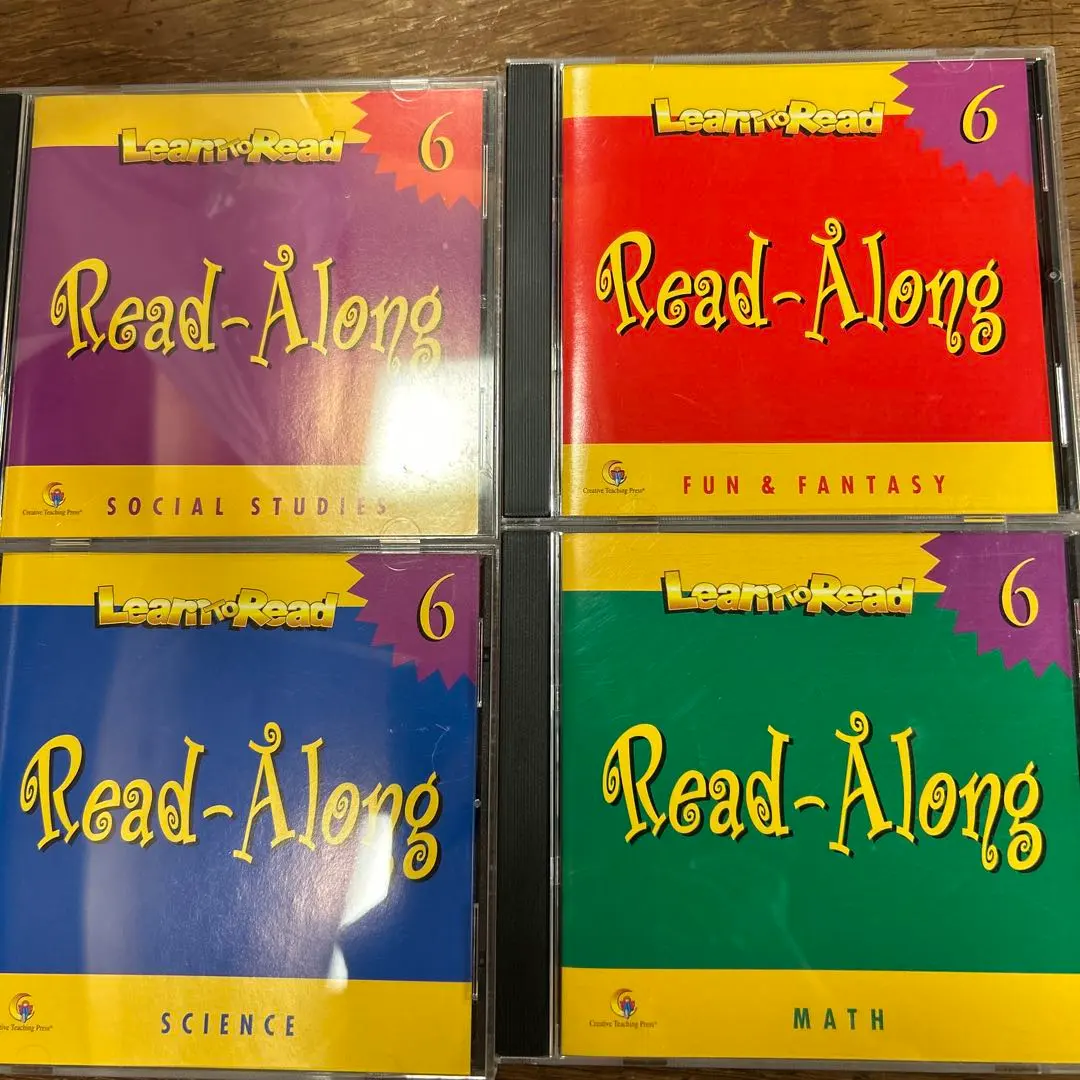 Learn to Read
6
Read-Along
Creative Teaching Press®
SOCIAL STUDIES
Learn to Read
6
Read-Along
Creative Teaching Press®
FUN & FANTASY
Learn to Read
6
Read-Along
tive Teaching Press®
SCIENCE
Learn to Read
6
Read-Along
Creative Teaching Press®
MATH